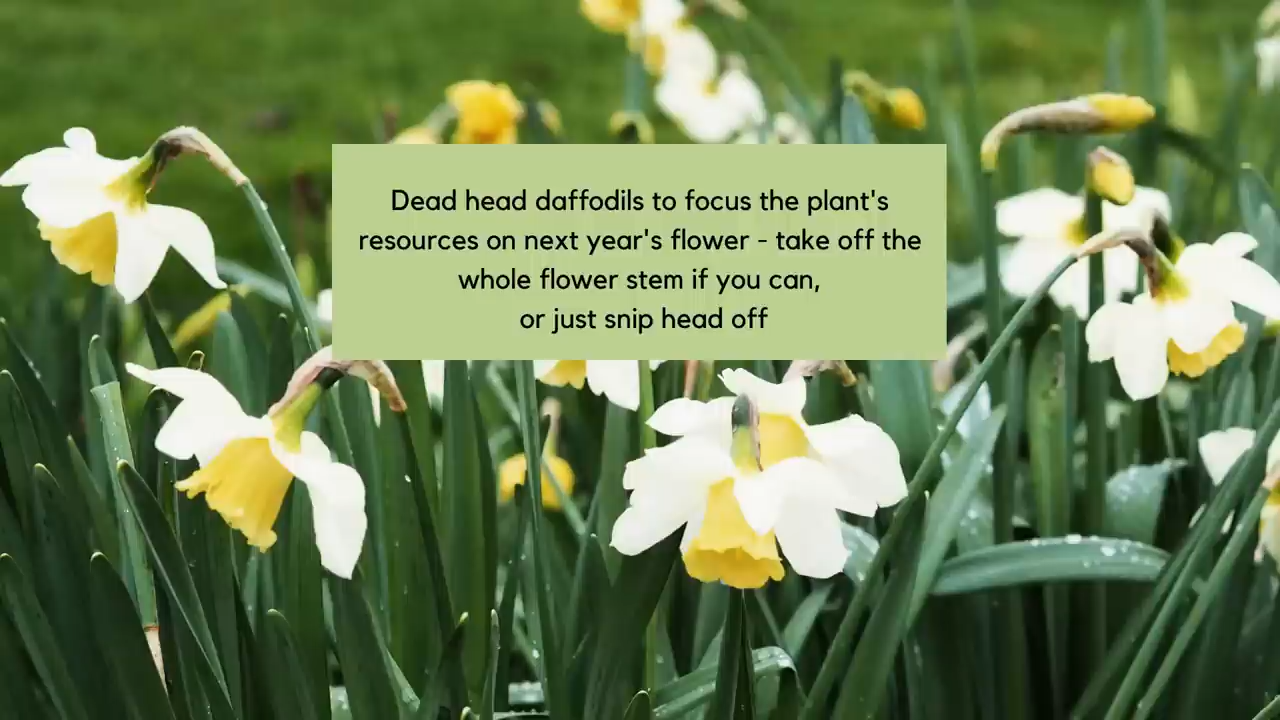 Dead head daffodils to focus the plant's
resources on next year's flower - take off the
whole flower stem if you can,
or just snip head off